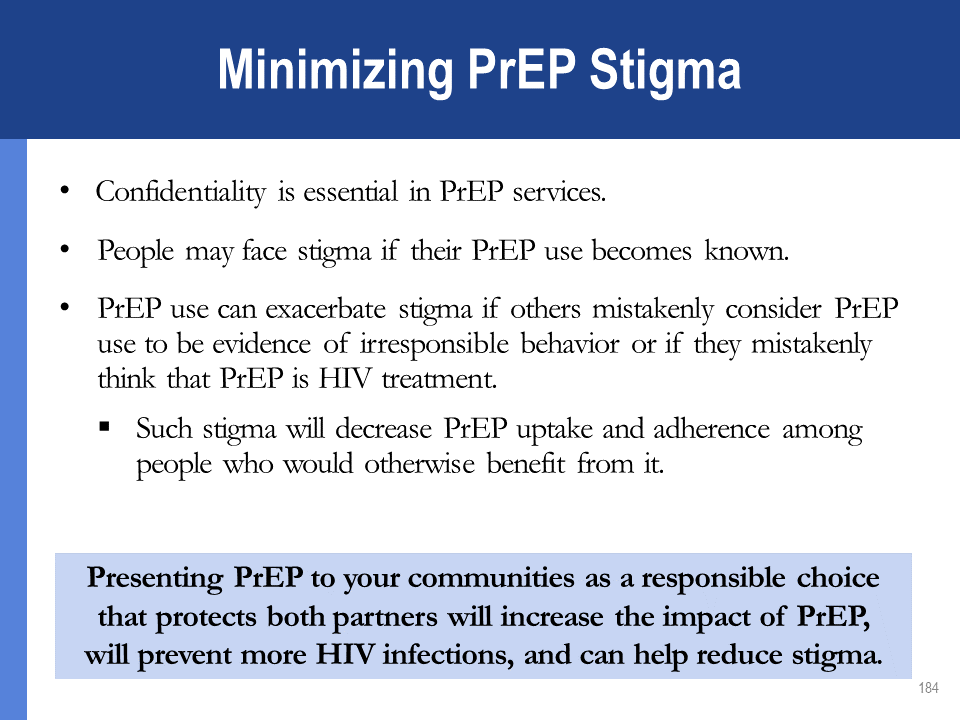 Minimizing PrEP Stigma
• Confidentiality is essential in PrEP services.
• People may face stigma if their PrEP use becomes known.
• PrEP use can exacerbate stigma if others mistakenly consider PrEP
use to be evidence of irresponsible behavior or if they mistakenly
think that PrEP is HIV treatment.
▪ Such stigma will decrease PrEP uptake and adherence among
people who would otherwise benefit from it.
Presenting PrEP to your communities as a responsible choice
that protects both partners will increase the impact of PrEP,
will prevent more HIV infections, and can help reduce stigma.
184